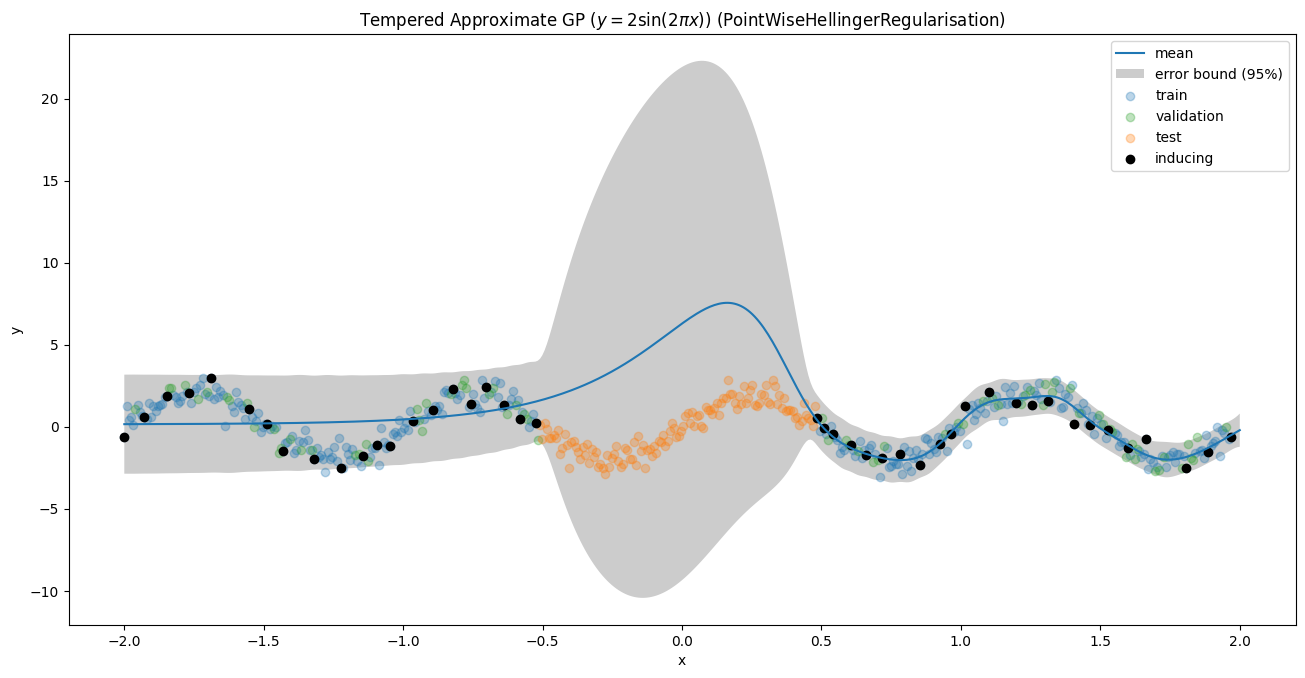 Tempered Approximate GP (y = 2 sin(2πx)) (PointWiseHellingerRegularisation)
mean
error bound (95%)
train
validation
test
inducing
20
15
10
5
0
−5
−10
y
−2.0 −1.5 −1.0 −0.5 0.0 0.5 1.0 1.5 2.0
x